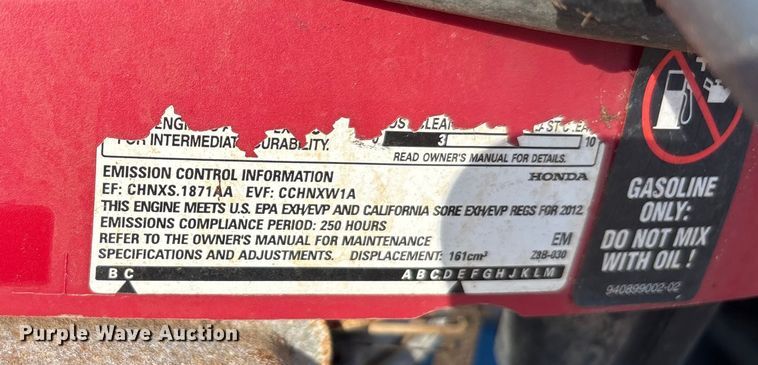 FOR INTERMEDIAT URABILITY. 0 3 10
READ OWNER'S MANUAL FOR DETAILS.
EMISSION CONTROL INFORMATION HONDA
EF: CHNXS.1871AA EVF: CCHNXW1A
THIS ENGINE MEETS U.S. EPA EXH/EVP AND CALIFORNIA SORE EXH/EVP REGS FOR 2012.
EMISSIONS COMPLIANCE PERIOD: 250 HOURS
REFER TO THE OWNER'S MANUAL FOR MAINTENANCE EM
SPECIFICATIONS AND ADJUSTMENTS. DISPLACEMENT: 161cm³ Z8B-030
B C A B C D E F G H J K L M
GASOLINE
ONLY:
DO NOT MIX
WITH OIL !
940899002-02
Purple Wave Auction